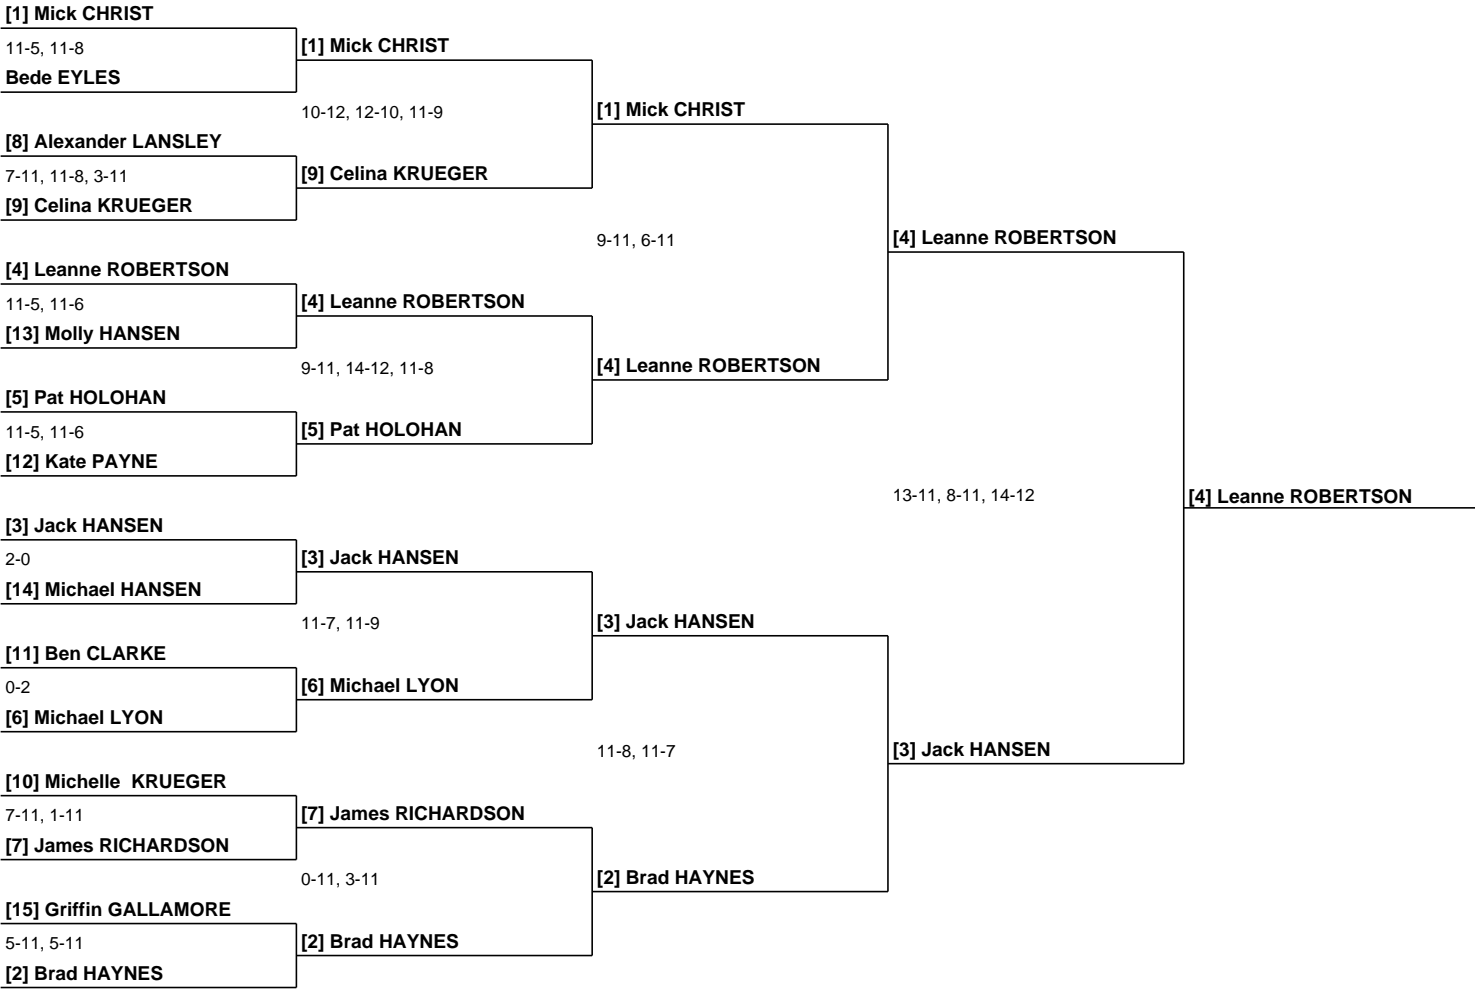 [1] Mick CHRIST
11-5, 11-8
Bede EYLES
[8] Alexander LANSLEY
7-11, 11-8, 3-11
[9] Celina KRUEGER
[4] Leanne ROBERTSON
11-5, 11-6
[13] Molly HANSEN
[5] Pat HOLOHAN
11-5, 11-6
[12] Kate PAYNE
[3] Jack HANSEN
2-0
[14] Michael HANSEN
[11] Ben CLARKE
0-2
[6] Michael LYON
[10] Michelle  KRUEGER
7-11, 1-11
[7] James RICHARDSON
[15] Griffin GALLAMORE
5-11, 5-11
[2] Brad HAYNES
[1] Mick CHRIST
10-12, 12-10, 11-9
[9] Celina KRUEGER
[4] Leanne ROBERTSON
9-11, 14-12, 11-8
[5] Pat HOLOHAN
[3] Jack HANSEN
11-7, 11-9
[6] Michael LYON
[7] James RICHARDSON
0-11, 3-11
[2] Brad HAYNES
[1] Mick CHRIST
9-11, 6-11
[4] Leanne ROBERTSON
[3] Jack HANSEN
11-8, 11-7
[2] Brad HAYNES
[4] Leanne ROBERTSON
13-11, 8-11, 14-12
[3] Jack HANSEN
[4] Leanne ROBERTSON